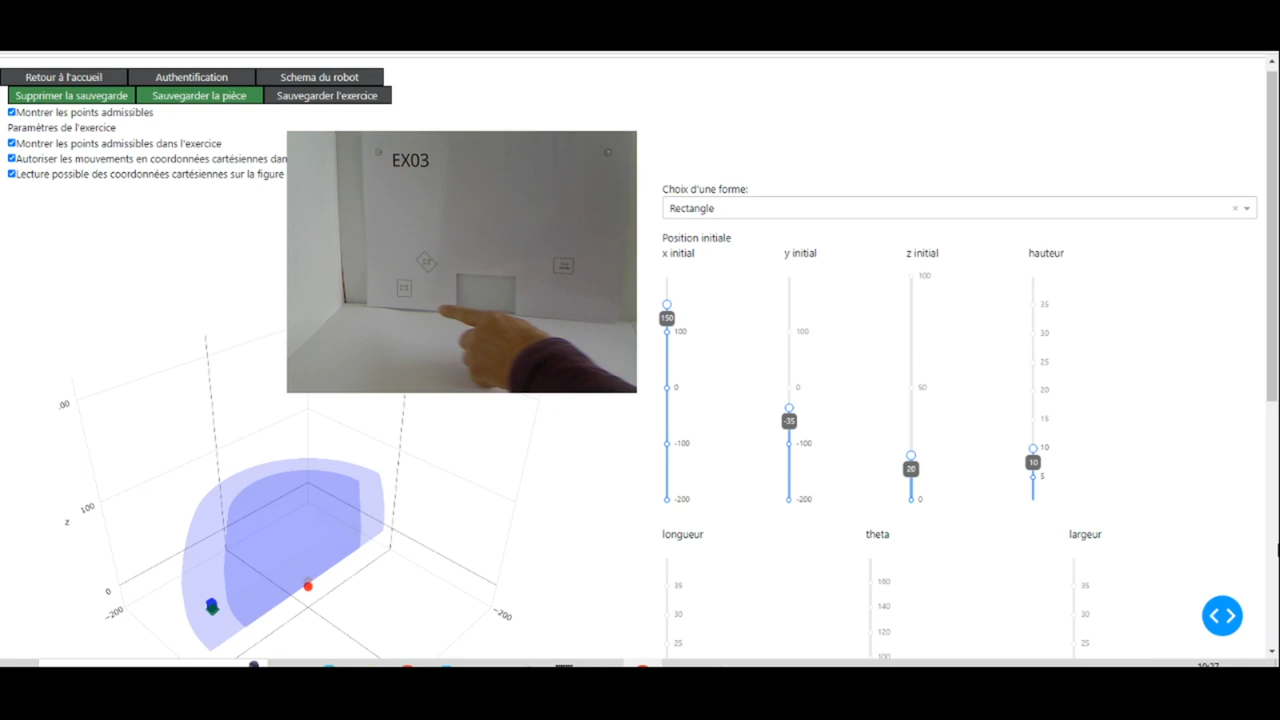 Retour à l'accueil
Authentification
Schema du robot
Supprimer la sauvegarde
Sauvegarder la pièce
Sauvegarder l'exercice
Montrer les points admissibles
Paramètres de l'exercice
Montrer les points admissibles dans l'exercice
Autoriser les mouvements en coordonnées cartésiennes dan
Lecture possible des coordonnées cartésiennes sur la figure
EX03
Choix d'une forme:
Rectangle
Position initiale
x initial
y initial
z initial
hauteur
150
100
0
-100
-200
100
0
-35
-100
-200
100
50
20
0
35
30
25
20
15
10
10
5
longueur
theta
largeur
35
30
25
160
140
120
100
35
30
25
z
100
0
-200
-200